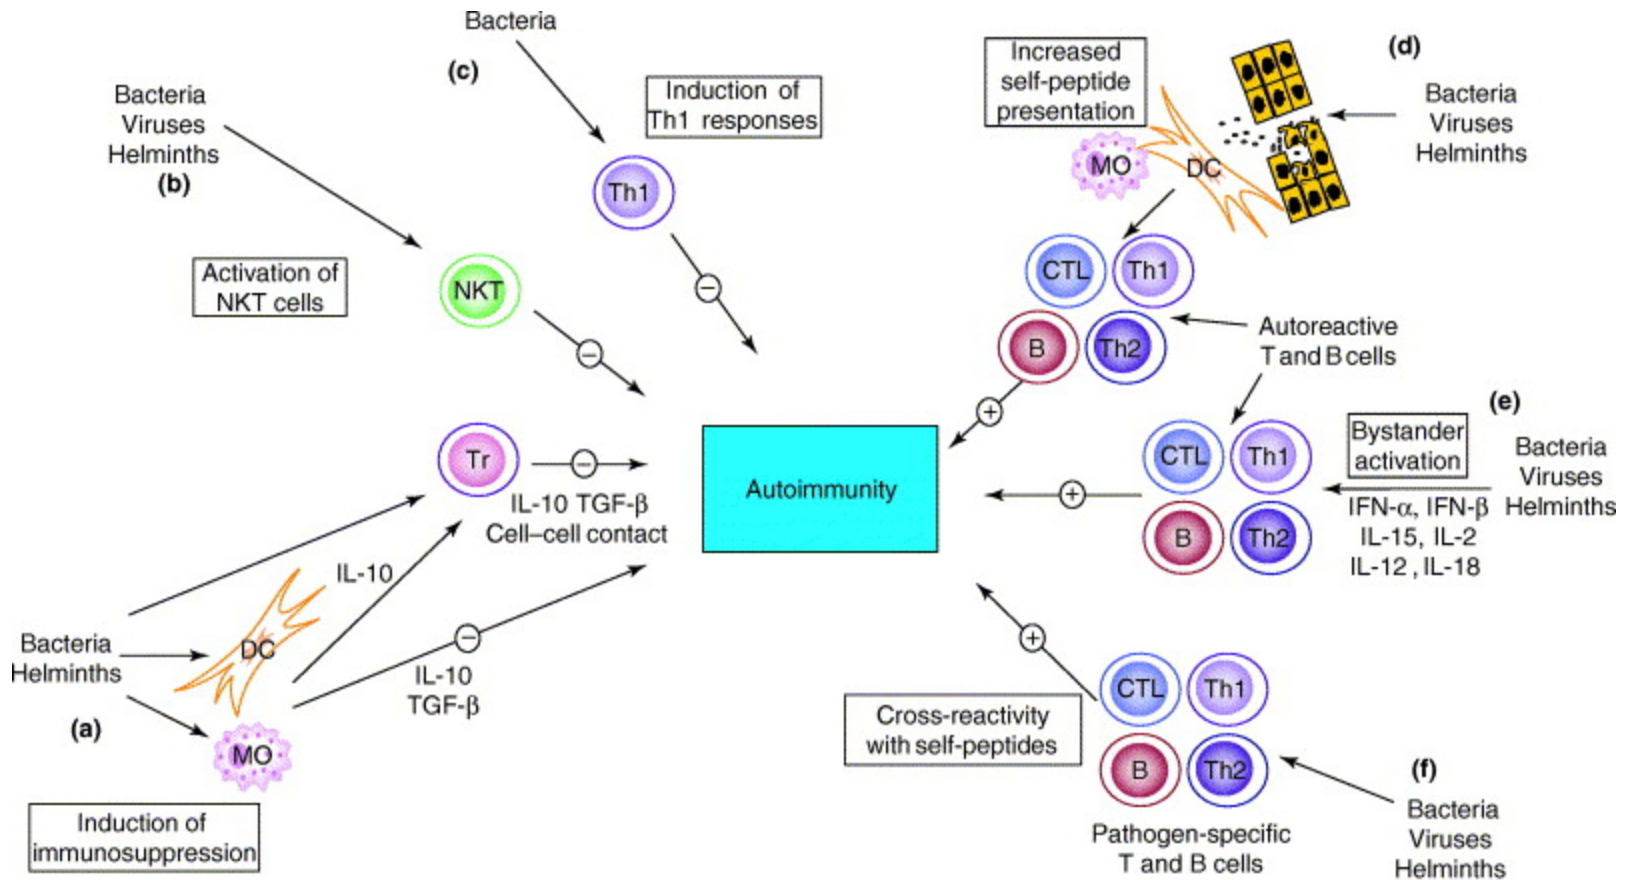 Bacteria
(c)
Induction of
Th1 responses
Th1
−
Bacteria
Viruses
Helminths
(b)
Activation of
NKT cells
NKT
−
Bacteria
Helminths
(a)
DC
MO
IL-10
Tr
−
IL-10 TGF-β
Cell–cell contact
−
IL-10
TGF-β
Induction of
immunosuppression
Autoimmunity
Increased
self-peptide
presentation
MO
DC
(d)
Bacteria
Viruses
Helminths
CTL
Th1
B
Th2
+
Autoreactive
T and B cells
CTL
Th1
B
Th2
+
(e)
Bystander
activation
Bacteria
Viruses
Helminths
IFN-α, IFN-β
IL-15, IL-2
IL-12 , IL-18
+
Cross-reactivity
with self-peptides
CTL
Th1
B
Th2
Pathogen-specific
T and B cells
(f)
Bacteria
Viruses
Helminths